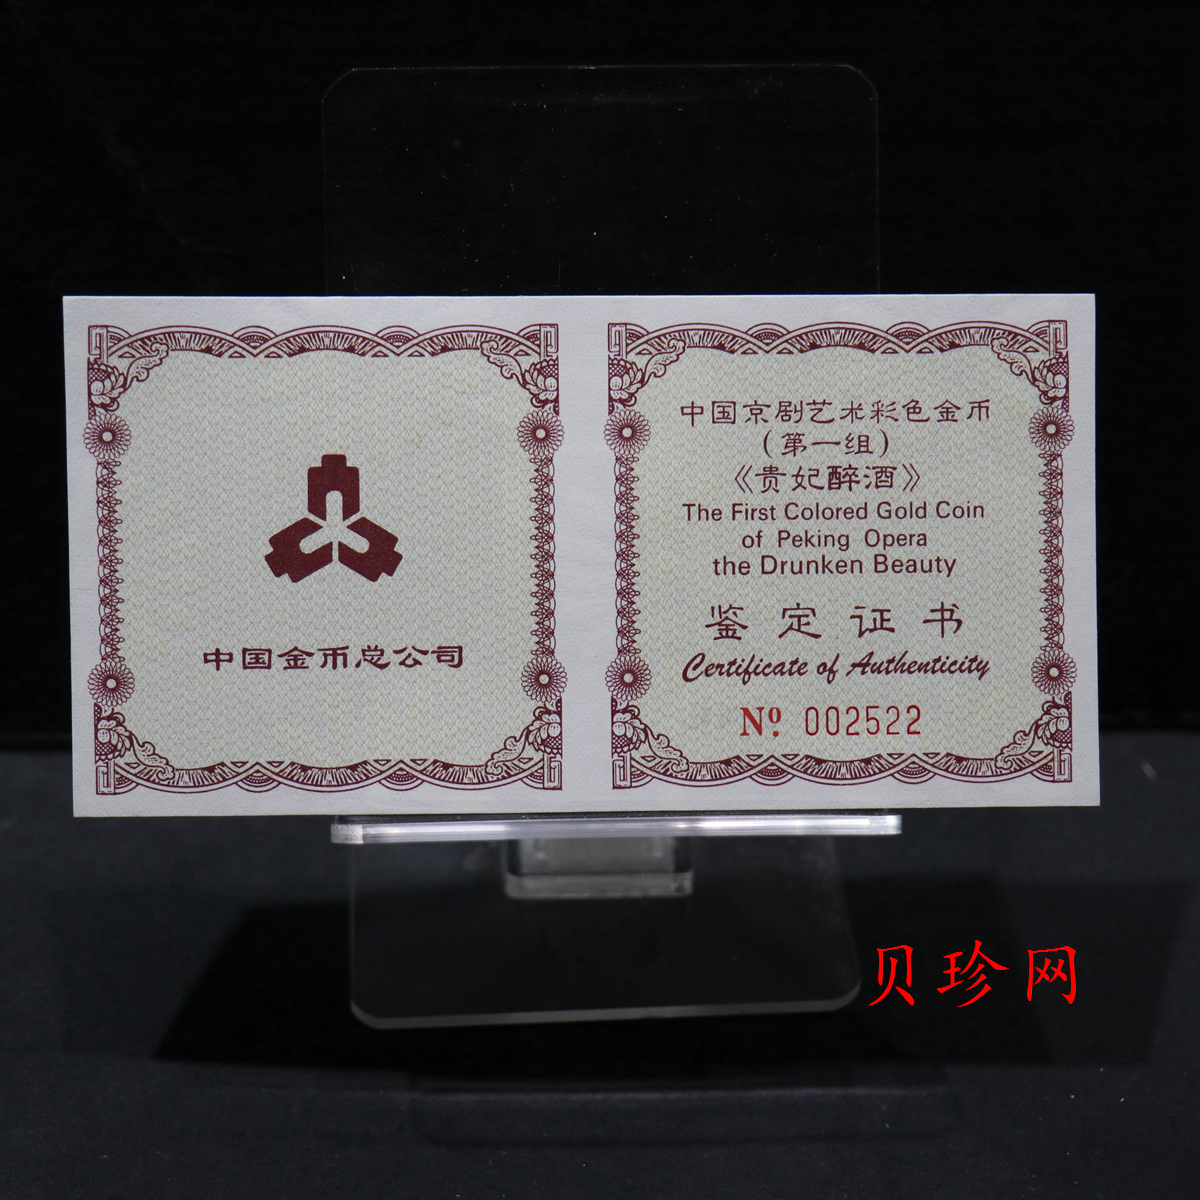 中国金币总公司
中国京剧艺术彩色金币
(第一组)
《贵妃醉酒》
The First Colored Gold Coin
of Peking Opera
the Drunken Beauty
鉴定证书
Certificate of Authenticity
Nº 002522
贝珍网